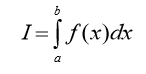 I = ∫_a^b f(x)dx